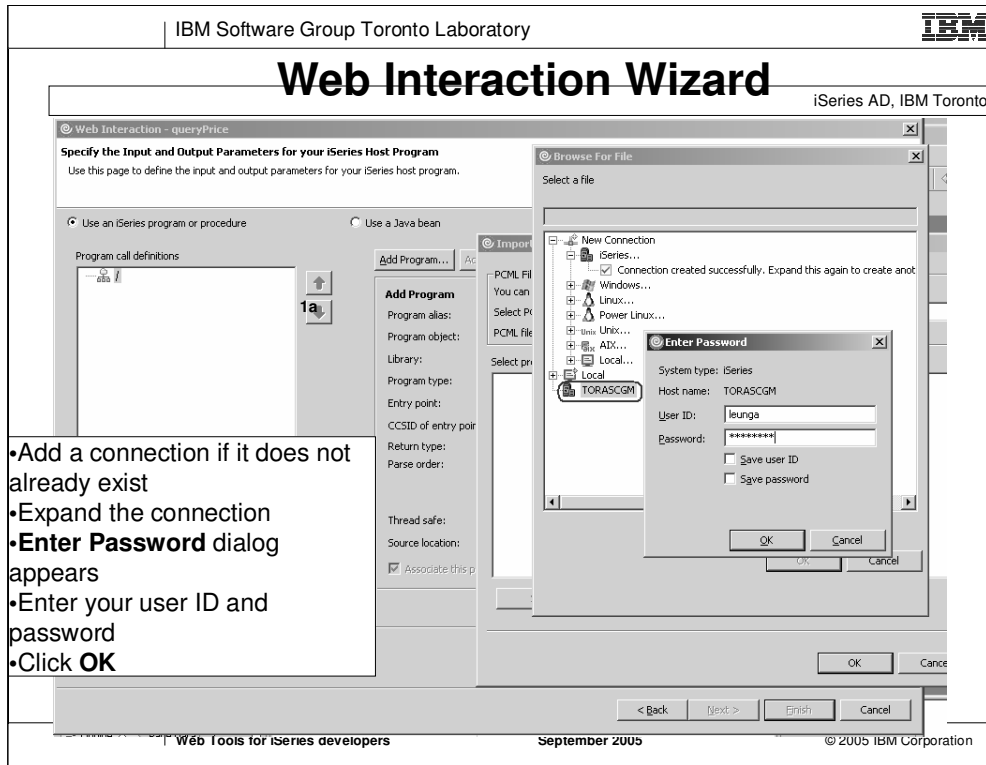 IBM Software Group Toronto Laboratory
IBM
Web Interaction Wizard
iSeries AD, IBM Toronto
Web Interaction - queryPrice
Specify the Input and Output Parameters for your iSeries Host Program
Use this page to define the input and output parameters for your iSeries host program.
Use an iSeries program or procedure
Use a Java bean
Program call definitions
/
1a
Add Program...
Add Program
Program alias:
Program object:
Library:
Program type:
Entry point:
CCSID of entry poin
Return type:
Parse order:
Thread safe:
Source location:
Associate this p
Import
PCML Fil
You can
Select PC
PCML file
Select pr
Browse For File
Select a file
New Connection
iSeries...
Connection created successfully. Expand this again to create anot
Windows...
Linux...
Power Linux...
Unix Unix...
AIX...
Local...
Local
TORASCGM
Enter Password
System type: iSeries
Host name: TORASCGM
User ID: leunga
Password: ********
Save user ID
Save password
OK Cancel
OK Cancel
OK Cance
< Back Next > Finish Cancel
•Add a connection if it does not
already exist
•Expand the connection
•Enter Password dialog
appears
•Enter your user ID and
password
•Click OK
Web Tools for iSeries developers
September 2005
© 2005 IBM Corporation